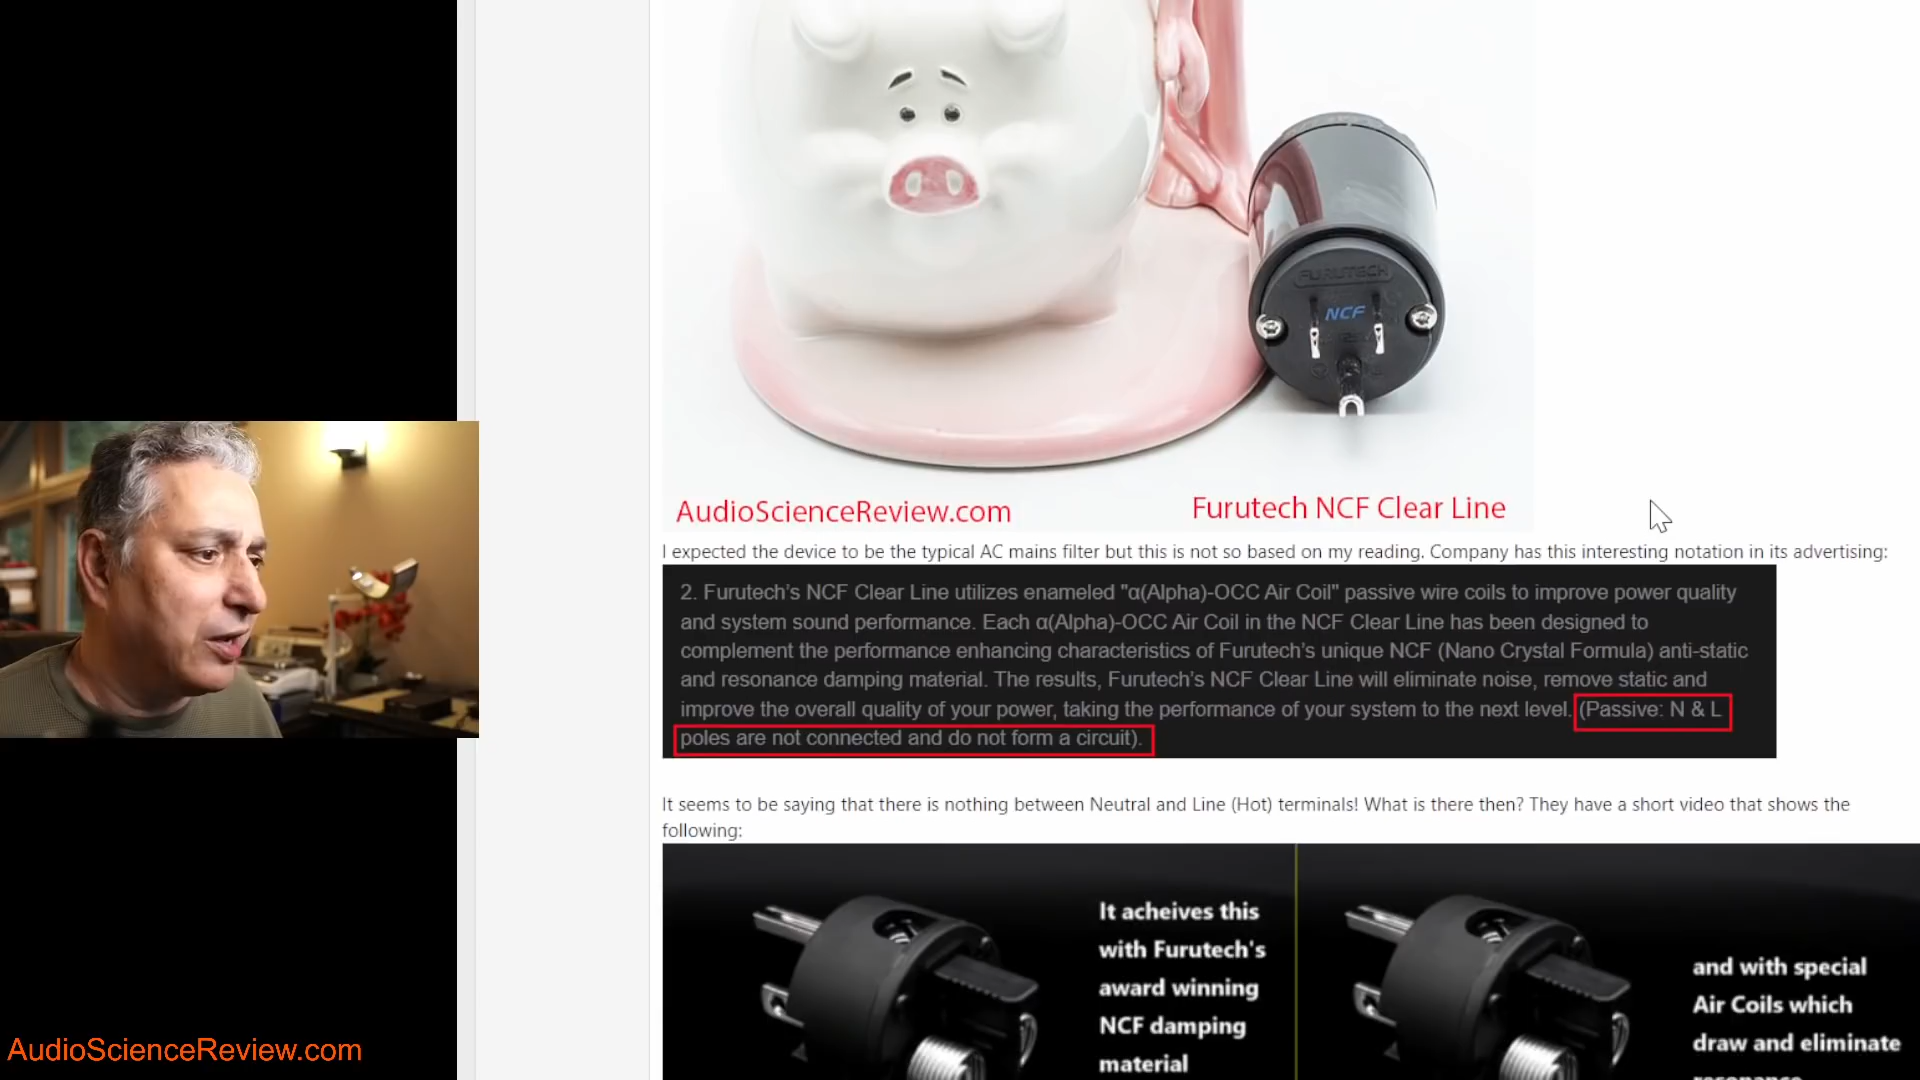 FURUTECH
NCF
AudioScienceReview.com
Furutech NCF Clear Line
I expected the device to be the typical AC mains filter but this is not so based on my reading. Company has this interesting notation in its advertising:
2. Furutech's NCF Clear Line utilizes enameled "α(Alpha)-OCC Air Coil" passive wire coils to improve power quality
and system sound performance. Each α(Alpha)-OCC Air Coil in the NCF Clear Line has been designed to
complement the performance enhancing characteristics of Furutech's unique NCF (Nano Crystal Formula) anti-static
and resonance damping material. The results, Furutech's NCF Clear Line will eliminate noise, remove static and
improve the overall quality of your power, taking the performance of your system to the next level. (Passive: N & L
poles are not connected and do not form a circuit).
It seems to be saying that there is nothing between Neutral and Line (Hot) terminals! What is there then? They have a short video that shows the
following:
It acheives this
with Furutech's
award winning
NCF damping
material
and with special
Air Coils which
draw and eliminate
AudioScienceReview.com